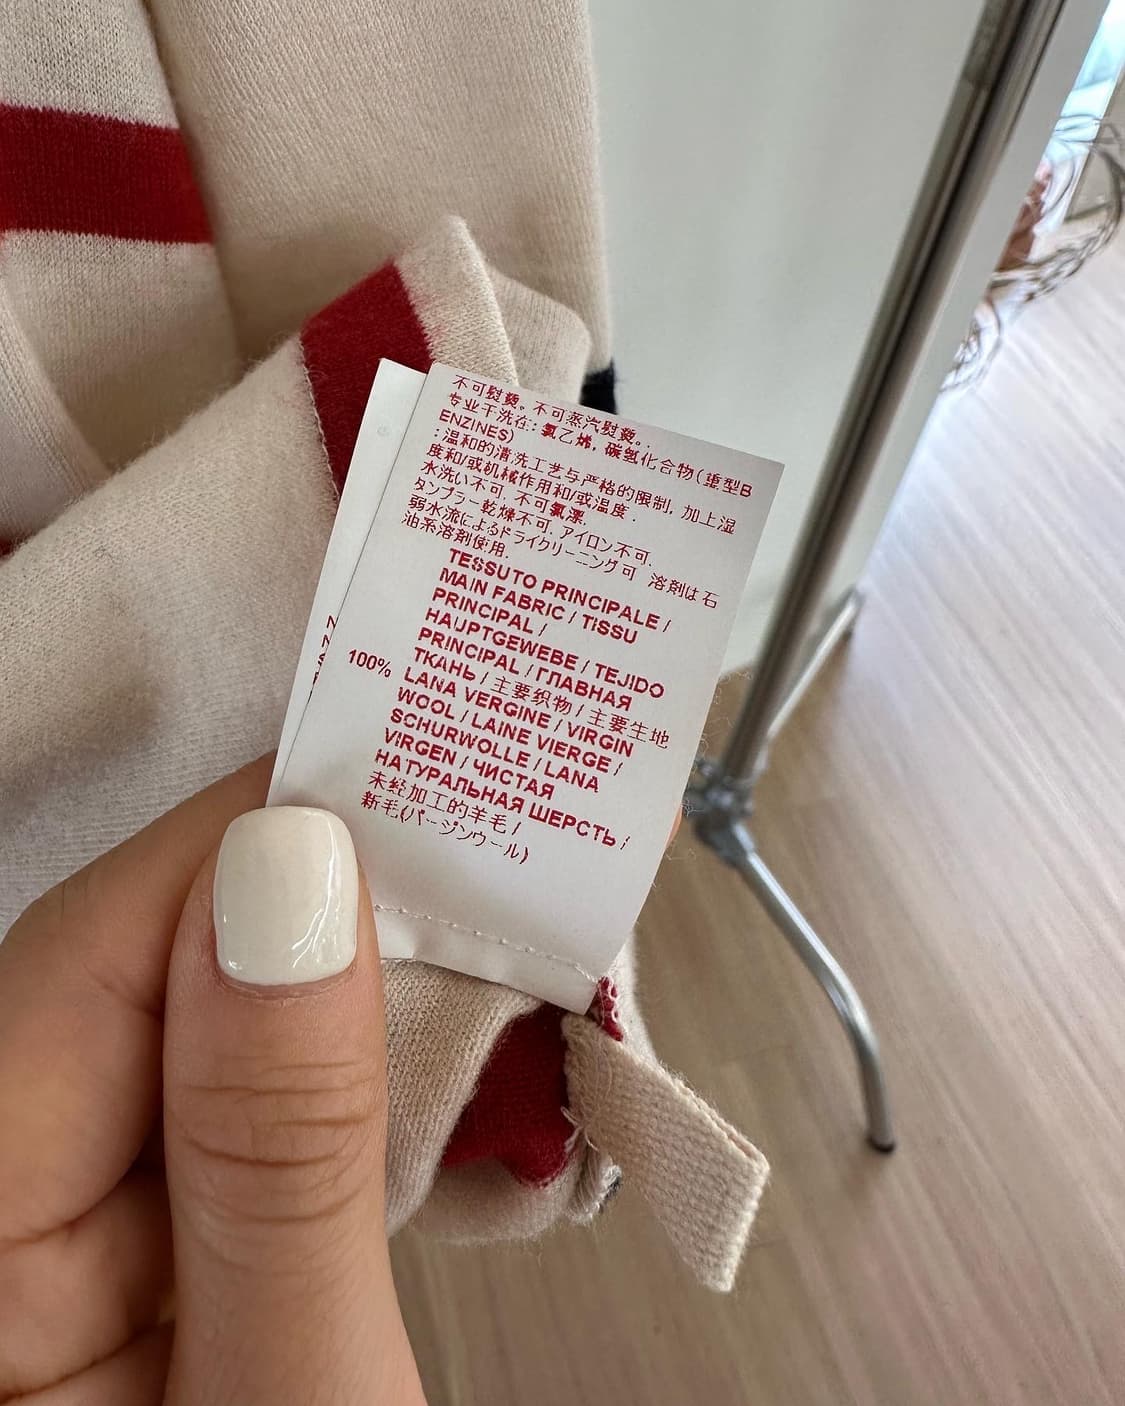 不可熨燙。不可蒸汽熨燙。.
专业干洗在: 氯乙烯, 碳氢化合物(重型B
ENZINES)
:温和的清洗工艺与严格的限制, 加上湿
度和/或机械作用和/或温度 .
水洗い不可, 不可氯漂.
タンブラー乾燥不可. アイロン不可.
弱水流によるドライクリーニング可 溶剤は石
油系溶剤使用.
TESSUTO PRINCIPALE /
MAIN FABRIC / TISSU
PRINCIPAL /
HAUPTGEWEBE / TEJIDO
PRINCIPAL / ГЛАВНАЯ
ТКАНЬ / 主要织物 / 主要生地
100% LANA VERGINE / VIRGIN
WOOL / LAINE VIERGE /
SCHURWOLLE / LANA
VIRGEN / ЧИСТАЯ
НАТУРАЛЬНАЯ ШЕРСТЬ /
未经加工的羊毛 /
新毛(バージンウール)